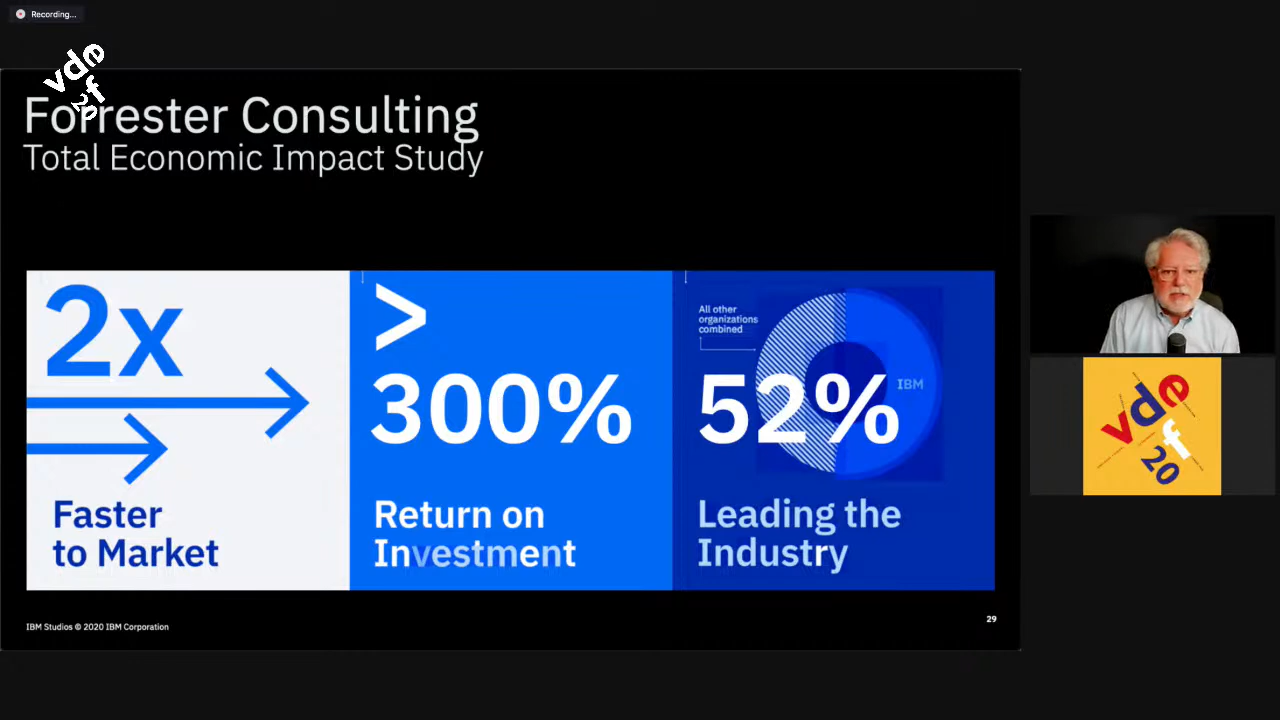 Recording...
vdef
20
Forrester Consulting
Total Economic Impact Study
2x
Faster
to Market
>
300%
Return on
Investment
All other
organizations
combined
52%
IBM
Leading the
Industry
IBM Studios © 2020 IBM Corporation
29
vdef
20